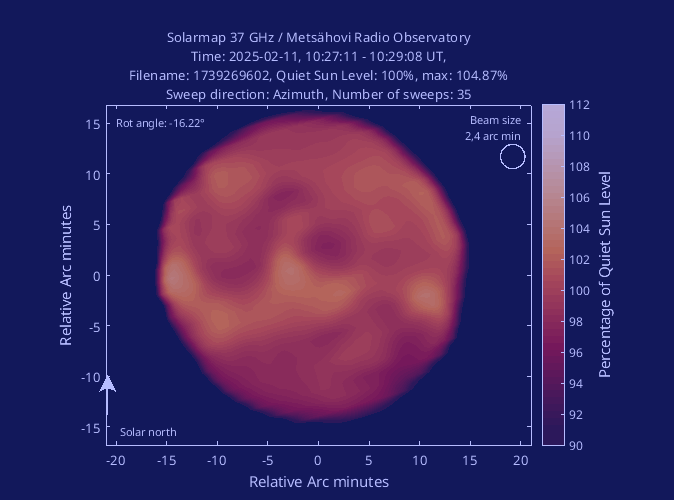 Solarmap 37 GHz / Metsähovi Radio Observatory
Time: 2025-02-11, 10:27:11 - 10:29:08 UT,
Filename: 1739269602, Quiet Sun Level: 100%, max: 104.87%
Sweep direction: Azimuth, Number of sweeps: 35
Rot angle: -16.22°
Beam size
2,4 arc min
Solar north
Relative Arc minutes
15
10
5
0
-5
-10
-15
-20
-15
-10
-5
0
5
10
15
20
Relative Arc minutes
112
110
108
106
104
102
100
98
96
94
92
90
Percentage of Quiet Sun Level